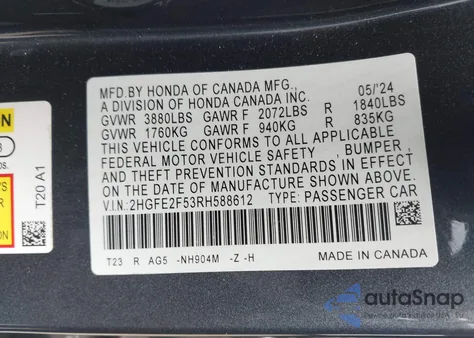 MFD.BY HONDA OF CANADA MFG.,
A DIVISION OF HONDA CANADA INC. 05/'24
GVWR 3880LBS GAWR F 2072LBS R 1840LBS
GVWR 1760KG GAWR F 940KG R 835KG
THIS VEHICLE CONFORMS TO ALL APPLICABLE
FEDERAL MOTOR VEHICLE SAFETY , BUMPER ,
AND THEFT PREVENTION STANDARDS IN EFFECT
ON THE DATE OF MANUFACTURE SHOWN ABOVE.
V.I.N: 2HGFE2F53RH588612 TYPE: PASSENGER CAR
T23 R AG5 -NH904M -Z -H
MADE IN CANADA
T20 A1
autoSnap